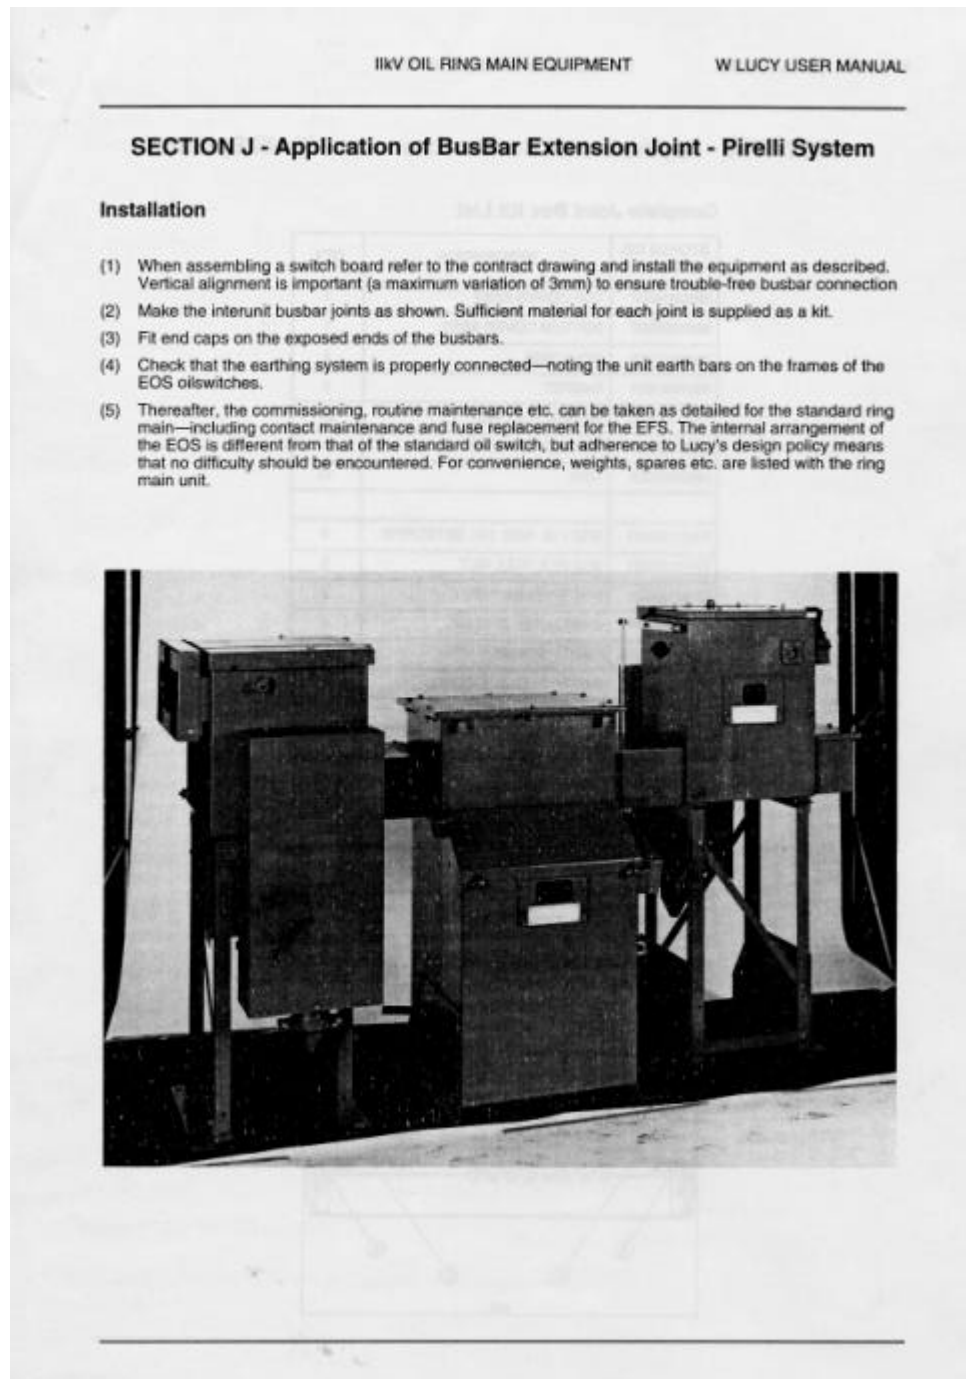 IIkV OIL RING MAIN EQUIPMENT W LUCY USER MANUAL
SECTION J - Application of BusBar Extension Joint - Pirelli System
Installation
(1) When assembling a switch board refer to the contract drawing and install the equipment as described.
Vertical alignment is important (a maximum variation of 3mm) to ensure trouble-free busbar connection
(2) Make the interunit busbar joints as shown. Sufficient material for each joint is supplied as a kit.
(3) Fit end caps on the exposed ends of the busbars.
(4) Check that the earthing system is properly connected—noting the unit earth bars on the frames of the
EOS oilswitches.
(5) Thereafter, the commissioning, routine maintenance etc. can be taken as detailed for the standard ring
main—including contact maintenance and fuse replacement for the EFS. The internal arrangement of
the EOS is different from that of the standard oil switch, but adherence to Lucy's design policy means
that no difficulty should be encountered. For convenience, weights, spares etc. are listed with the ring
main unit.